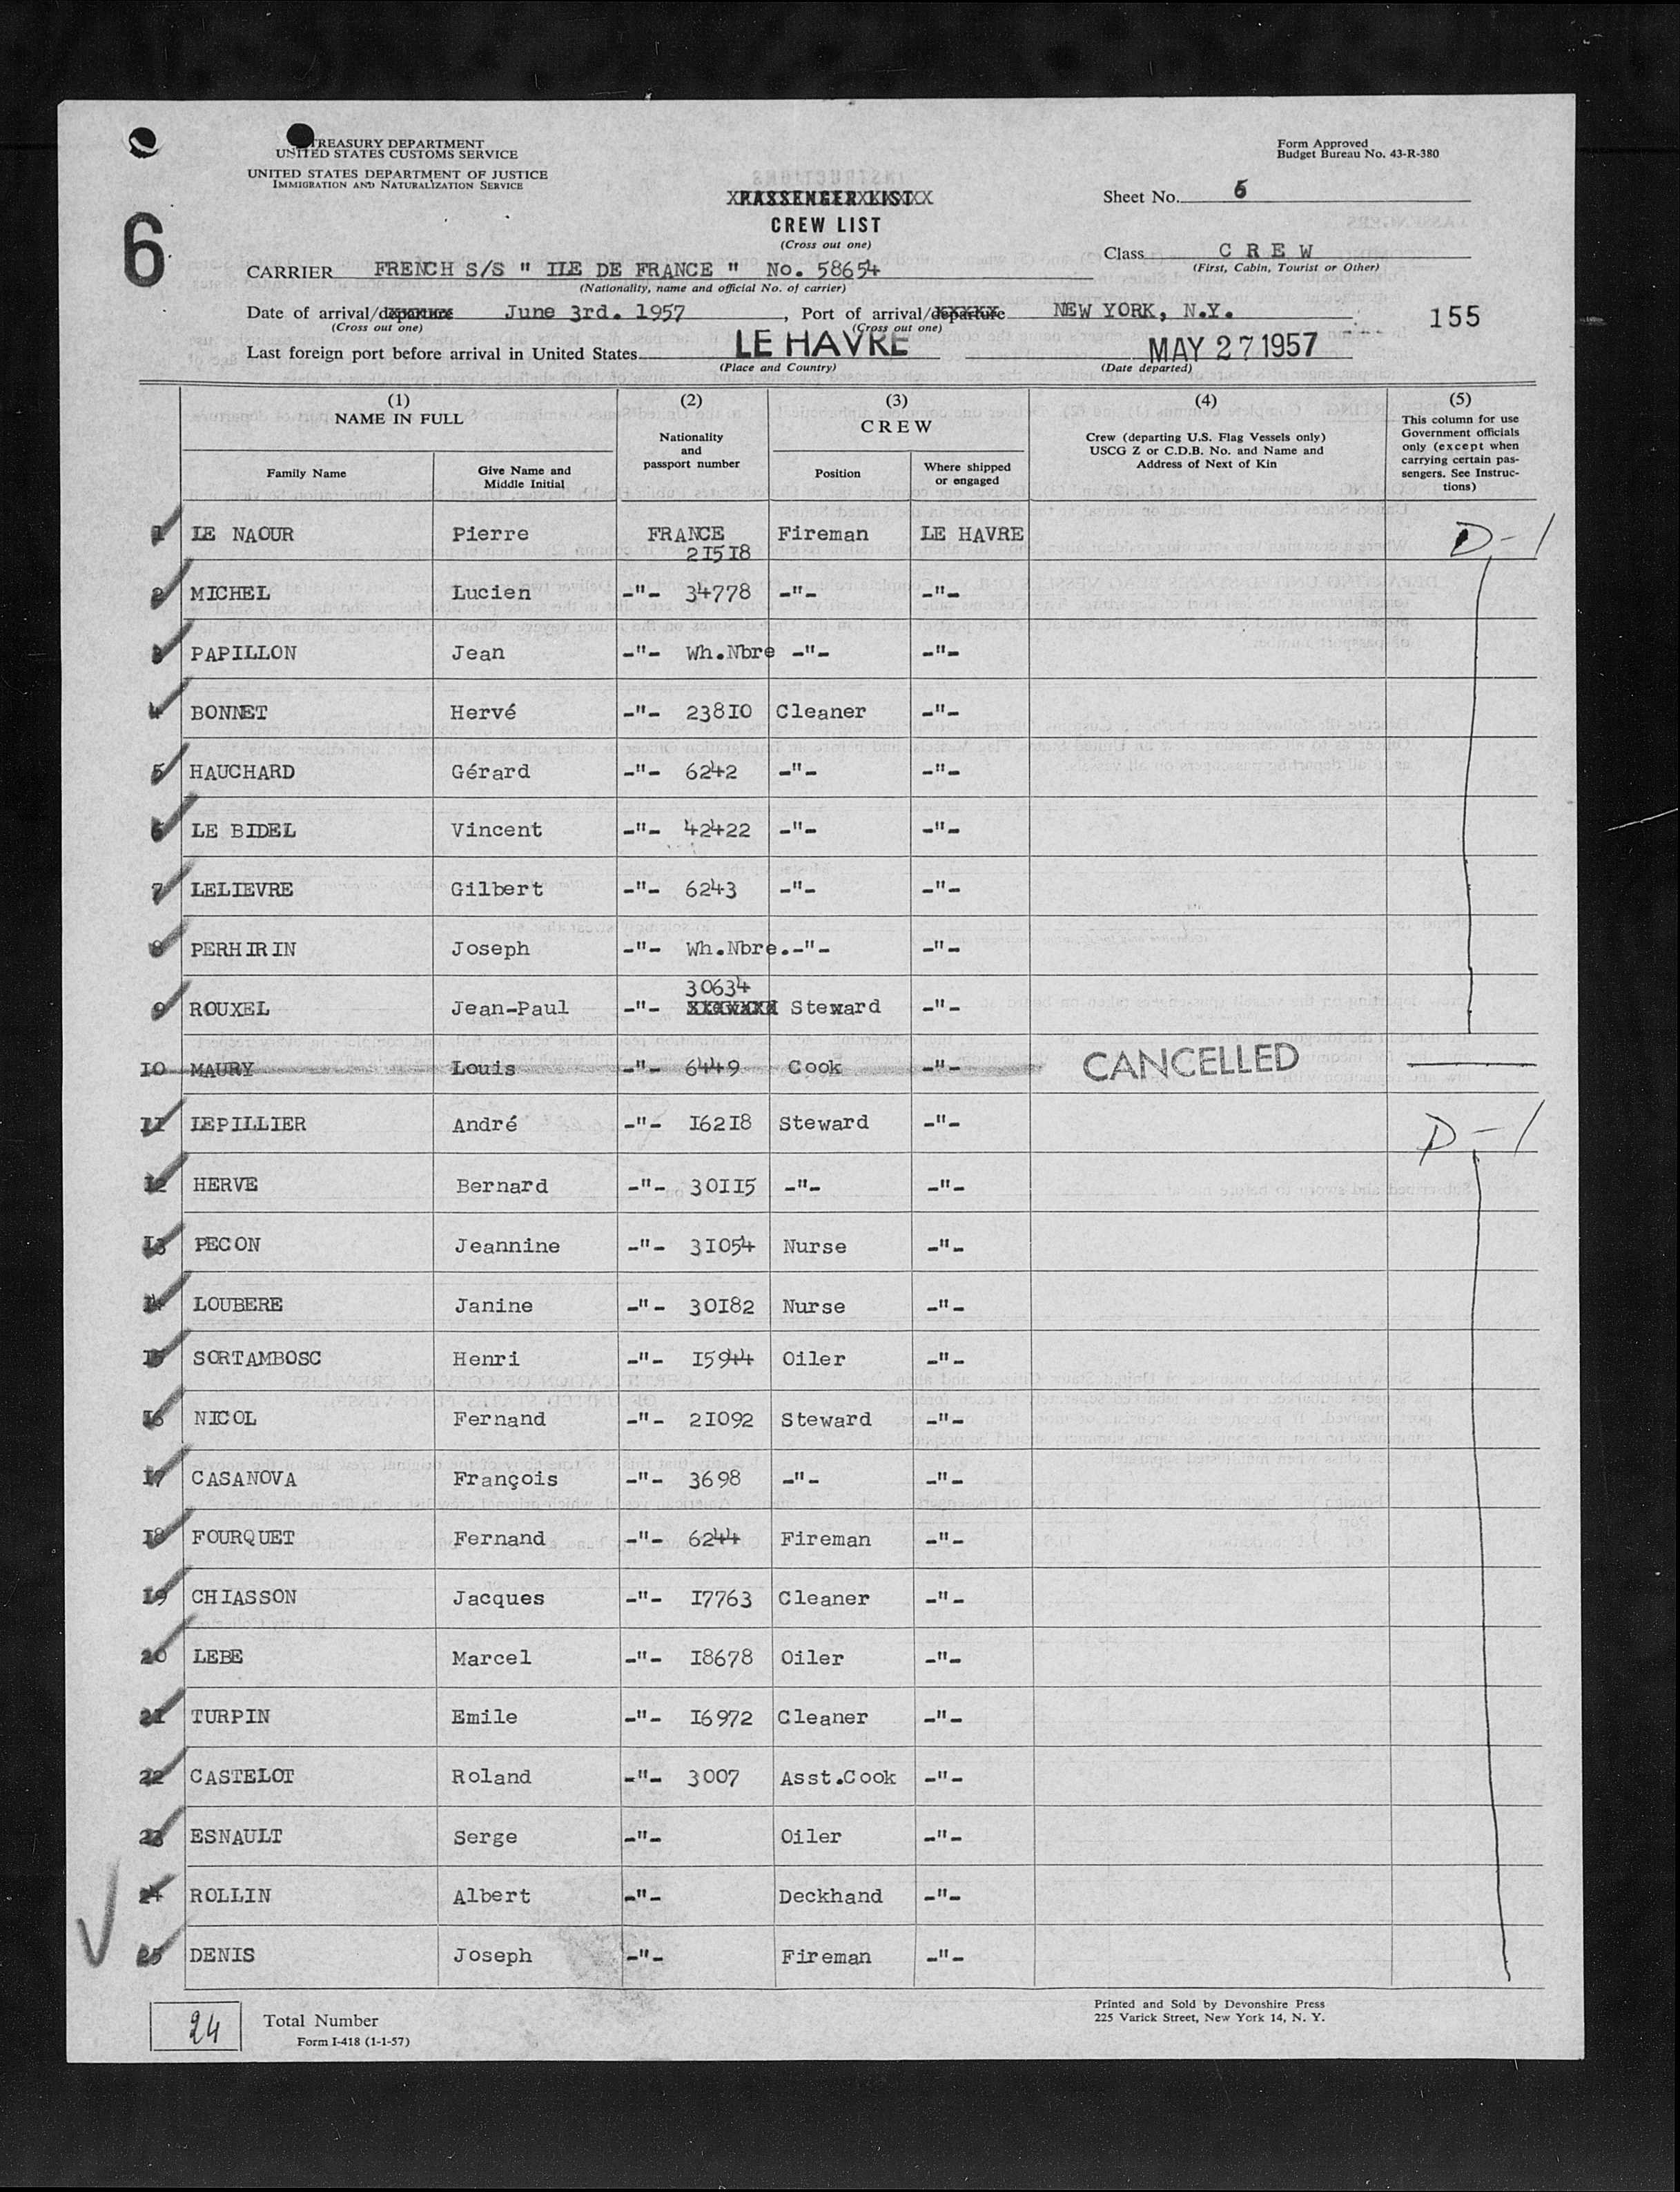 TREASURY DEPARTMENT
UNITED STATES CUSTOMS SERVICE
UNITED STATES DEPARTMENT OF JUSTICE
IMMIGRATION AND NATURALIZATION SERVICE
Form Approved
Budget Bureau No. 43-R-380
6
PASSENGER LIST
CREW LIST
(Cross out one)
Sheet No. 6
Class C R E W
(First, Cabin, Tourist or Other)
CARRIER FRENCH S/S " ILE DE FRANCE " No. 58654
(Nationality, name and official No. of carrier)
Date of arrival/departure June 3rd. 1957, Port of arrival/departure NEW YORK, N.Y.
(Cross out one) (Cross out one)
155
Last foreign port before arrival in United States LE HAVRE MAY 27 1957
(Place and Country) (Date departed)
(1) (2) (3) (4) (5)
NAME IN FULL
Nationality and passport number
CREW
Crew (departing U.S. Flag Vessels only) USCG Z or C.D.B. No. and Name and Address of Next of Kin
This column for use Government officials only (except when carrying certain passengers. See Instructions)
Family Name Give Name and Middle Initial Position Where shipped or engaged
1 LE NAOUR Pierre FRANCE 21518 Fireman LE HAVRE D-1
2 MICHEL Lucien -"- 34778 -"- -"-
3 PAPILLON Jean -"- Wh.Nbre -"- -"-
4 BONNET Hervé -"- 23810 Cleaner -"-
5 HAUCHARD Gérard -"- 6242 -"- -"-
6 LE BIDEL Vincent -"- 42422 -"- -"-
7 LELIEVRE Gilbert -"- 6243 -"- -"-
8 PERHIRIN Joseph -"- Wh.Nbre. -"- -"-
9 ROUXEL Jean-Paul -"- 30634 Steward -"-
10 MAURY Louis -"- 6449 Cook -"- CANCELLED
11 LEPILLIER André -"- 16218 Steward -"- D-1
12 HERVE Bernard -"- 30115 -"- -"-
13 PECON Jeannine -"- 31054 Nurse -"-
14 LOUBERE Janine -"- 30182 Nurse -"-
15 SORTAMBOSC Henri -"- 15944 Oiler -"-
16 NICOL Fernand -"- 21092 Steward -"-
17 CASANOVA François -"- 3698 -"- -"-
18 FOURQUET Fernand -"- 6244 Fireman -"-
19 CHIASSON Jacques -"- 17763 Cleaner -"-
20 LEBE Marcel -"- 18678 Oiler -"-
21 TURPIN Emile -"- 16972 Cleaner -"-
22 CASTELOT Roland -"- 3007 Asst.Cook -"-
23 ESNAULT Serge -"- Oiler -"-
24 ROLLIN Albert -"- Deckhand -"-
25 DENIS Joseph -"- Fireman -"-
24 Total Number
Form I-418 (1-1-57)
Printed and Sold by Devonshire Press
225 Varick Street, New York 14, N. Y.